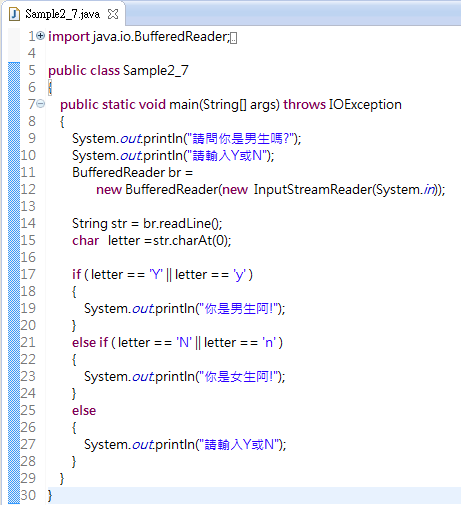 Sample2_7.java
1 import java.io.BufferedReader;
4
5 public class Sample2_7
6 {
7 public static void main(String[] args) throws IOException
8 {
9 System.out.println("請問你是男生嗎?");
10 System.out.println("請輸入Y或N");
11 BufferedReader br =
12 new BufferedReader(new InputStreamReader(System.in));
13
14 String str = br.readLine();
15 char letter =str.charAt(0);
16
17 if ( letter == 'Y' || letter == 'y' )
18 {
19 System.out.println("你是男生阿!");
20 }
21 else if ( letter == 'N' || letter == 'n' )
22 {
23 System.out.println("你是女生阿!");
24 }
25 else
26 {
27 System.out.println("請輸入Y或N");
28 }
29 }
30 }